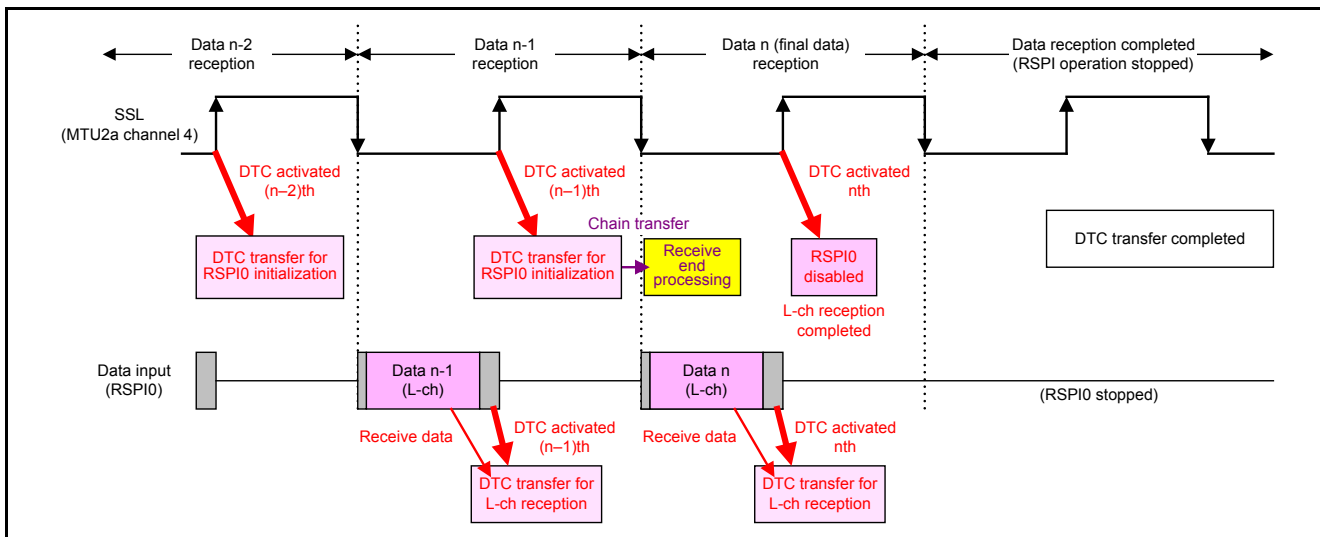 Data n-2
reception
Data n-1
reception
Data n (final data)
reception
Data reception completed
(RSPI operation stopped)
SSL
(MTU2a channel 4)
DTC activated
(n–2)th
DTC activated
(n–1)th
DTC activated
nth
Chain transfer
DTC transfer for
RSPI0 initialization
DTC transfer for
RSPI0 initialization
Receive
end
processing
RSPI0
disabled
DTC transfer completed
L-ch reception
completed
Data input
(RSPI0)
Data n-1
(L-ch)
Data n
(L-ch)
(RSPI0 stopped)
Receive data
DTC activated
(n–1)th
Receive data
DTC activated
nth
DTC transfer for
L-ch reception
DTC transfer for
L-ch reception